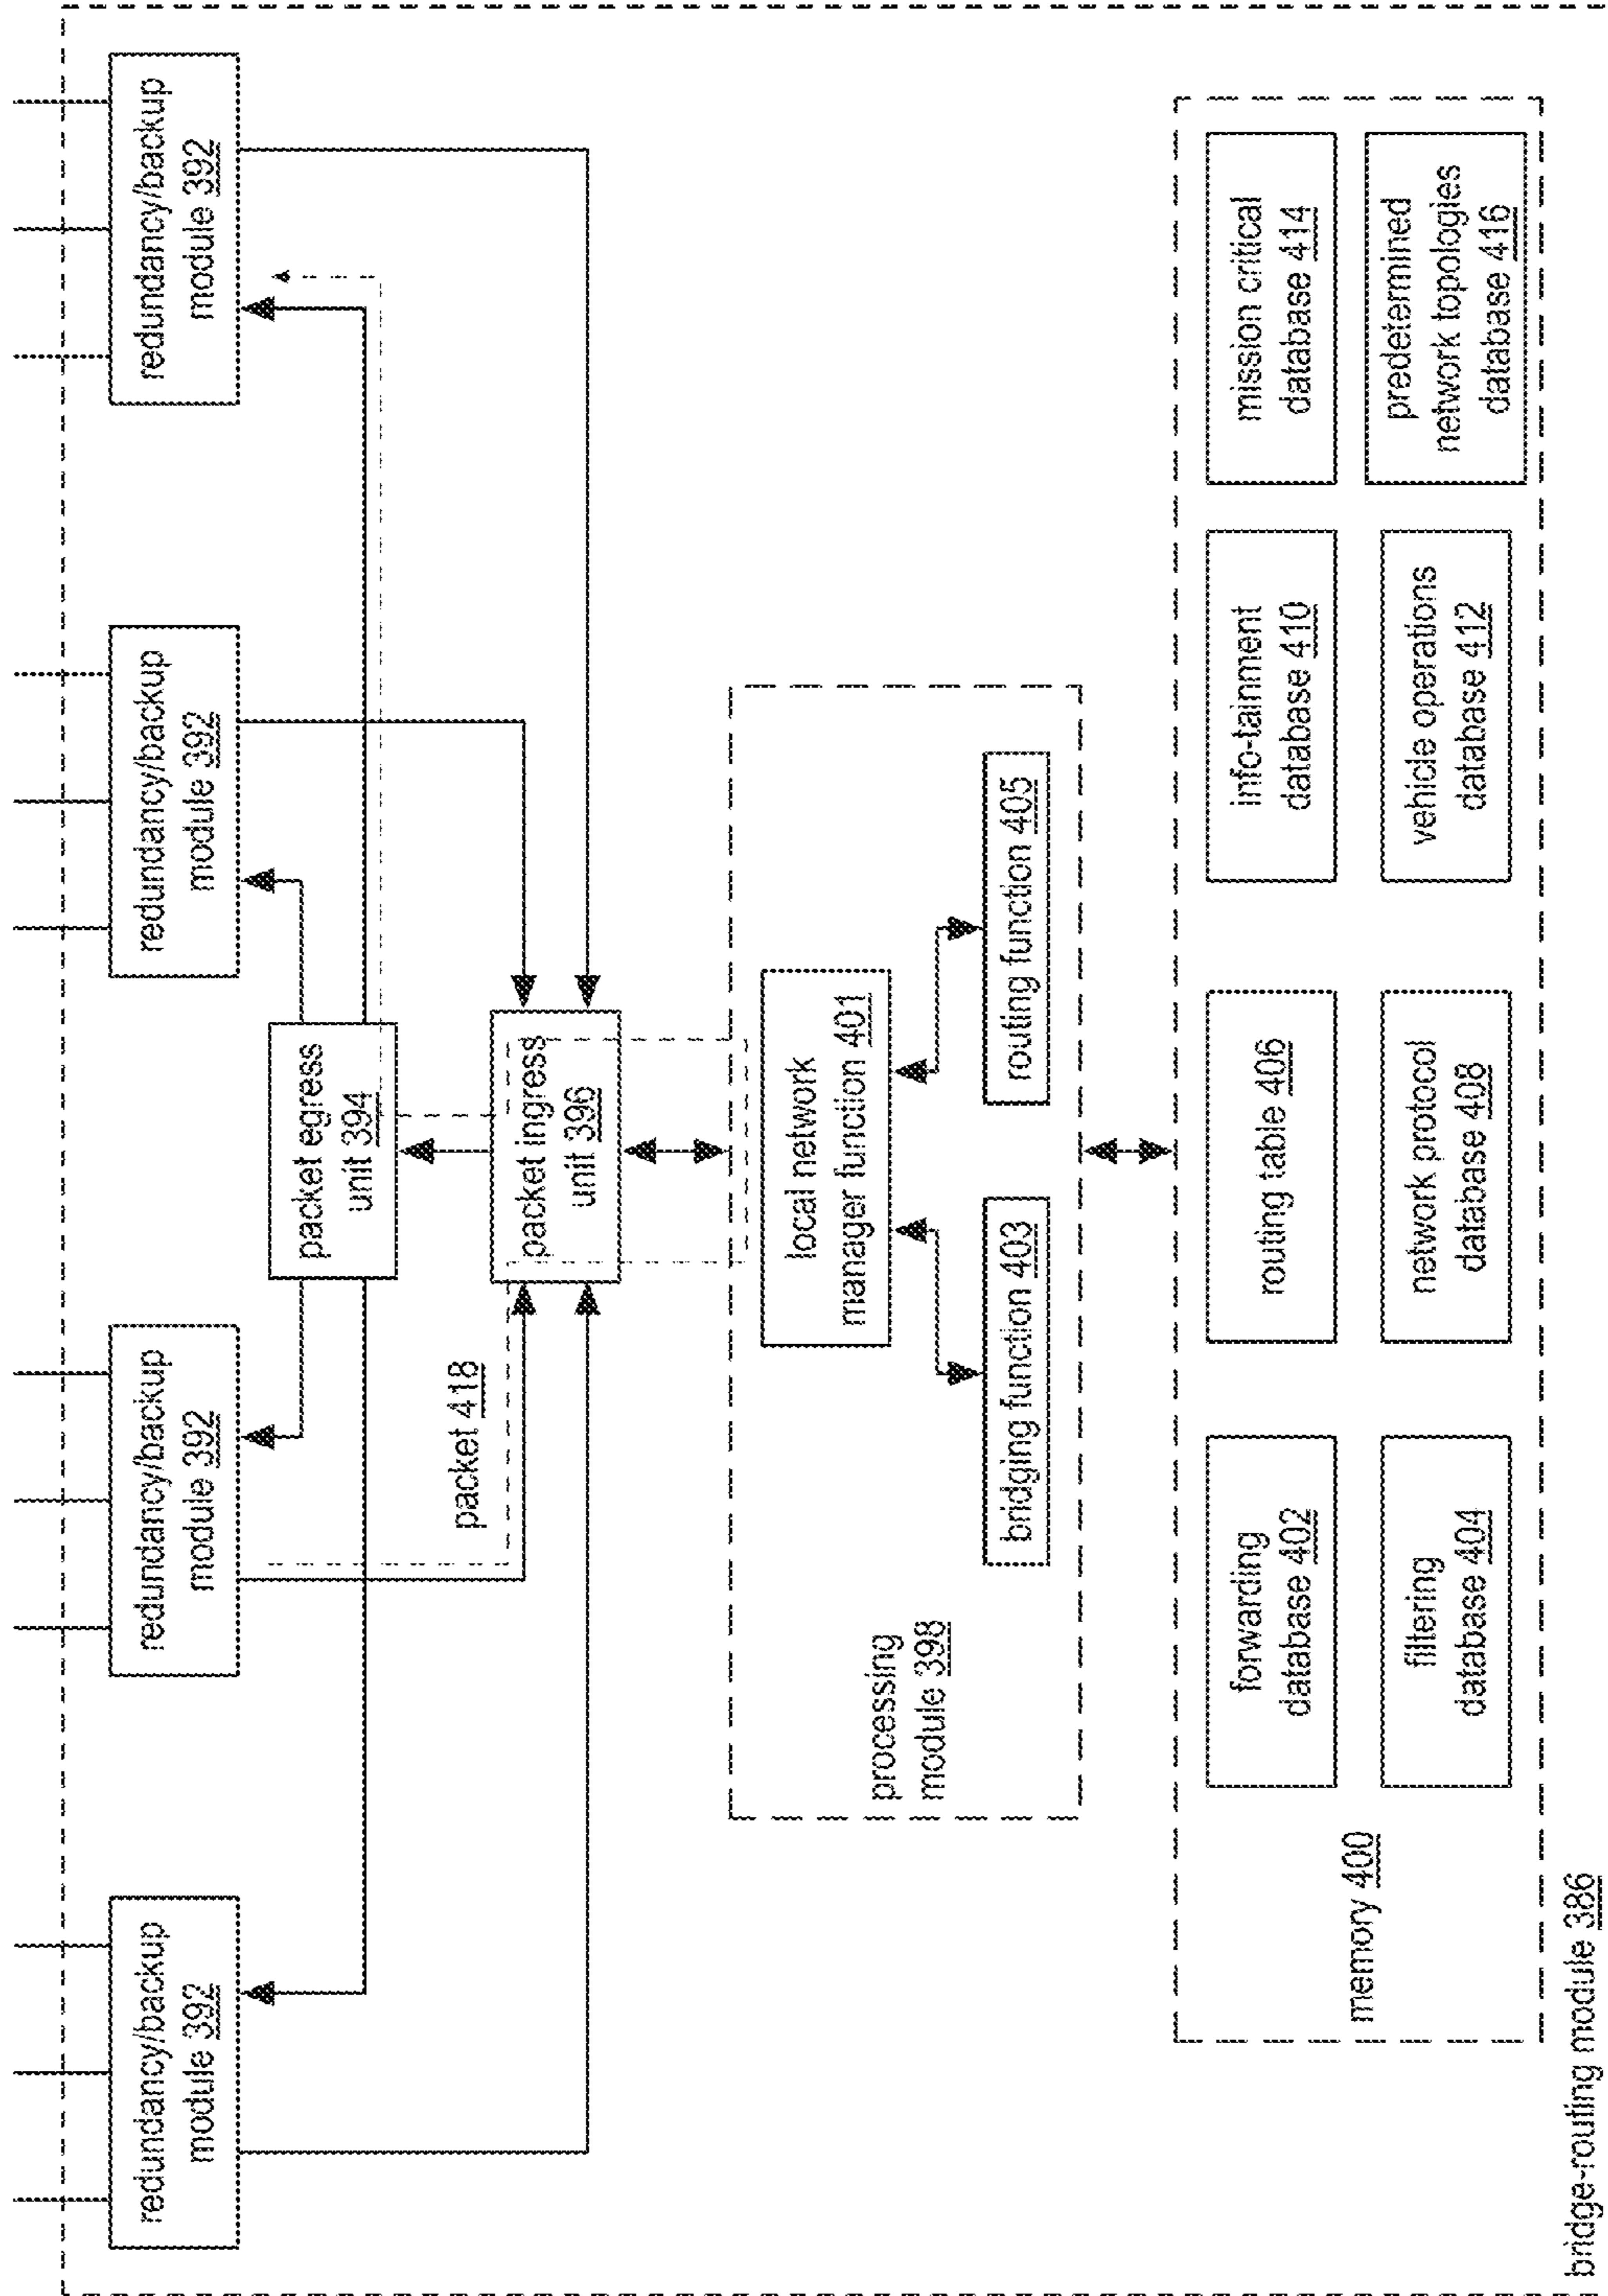 redundancy/backup
module 392
redundancy/backup
module 392
redundancy/backup
module 392
redundancy/backup
module 392
packet egress
unit 394
packet 418
packet ingress
unit 396
processing
module 398
local network
manager function 401
bridging function 403
routing function 405
memory 400
forwarding
database 402
routing table 406
info-tainment
database 410
mission critical
database 414
filtering
database 404
network protocol
database 408
vehicle operations
database 412
predetermined
network topologies
database 416
bridge-routing module 386